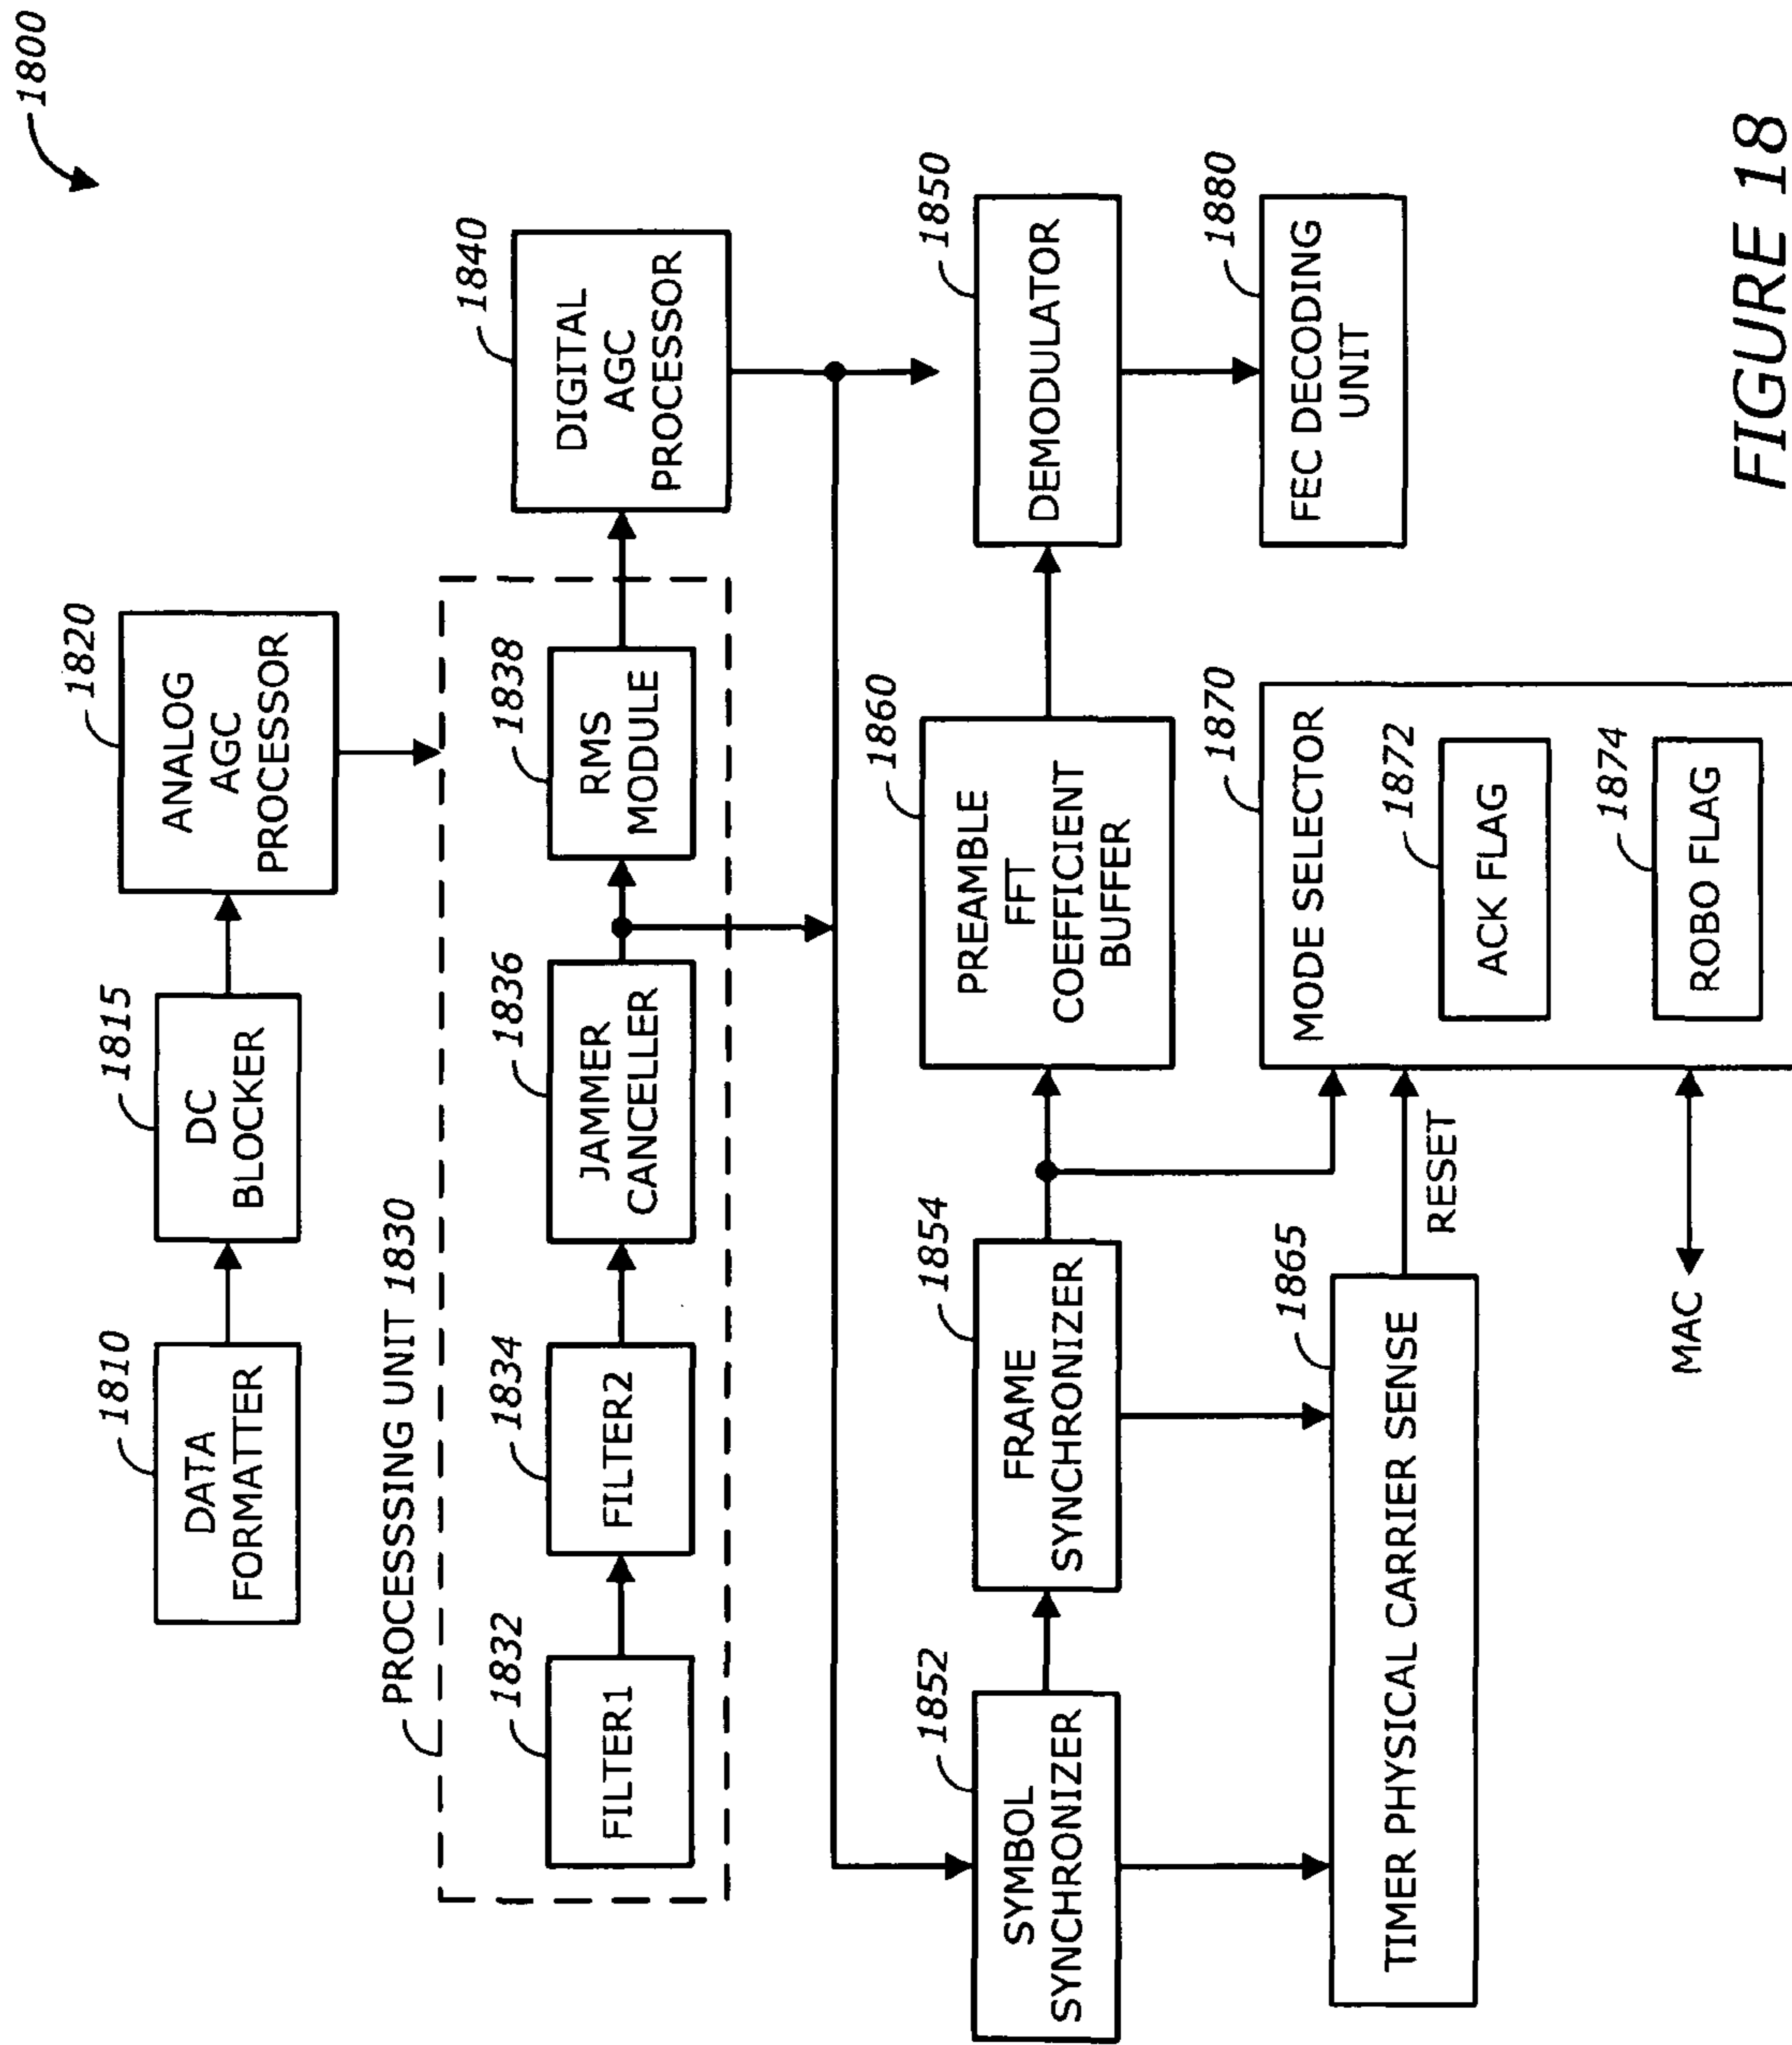 1800
1810
DATA
FORMATTER
1815
DC
BLOCKER
1820
ANALOG
AGC
PROCESSOR
PROCESSSING UNIT 1830
1832
FILTER1
1834
FILTER2
1836
JAMMER
CANCELLER
1838
RMS
MODULE
1840
DIGITAL
AGC
PROCESSOR
1852
SYMBOL
SYNCHRONIZER
1854
FRAME
SYNCHRONIZER
1860
PREAMBLE
FFT
COEFFICIENT
BUFFER
1850
DEMODULATOR
1865
TIMER PHYSICAL CARRIER SENSE
RESET
1870
MODE SELECTOR
1872
ACK FLAG
1874
ROBO FLAG
MAC
1880
FEC DECODING
UNIT
FIGURE 18